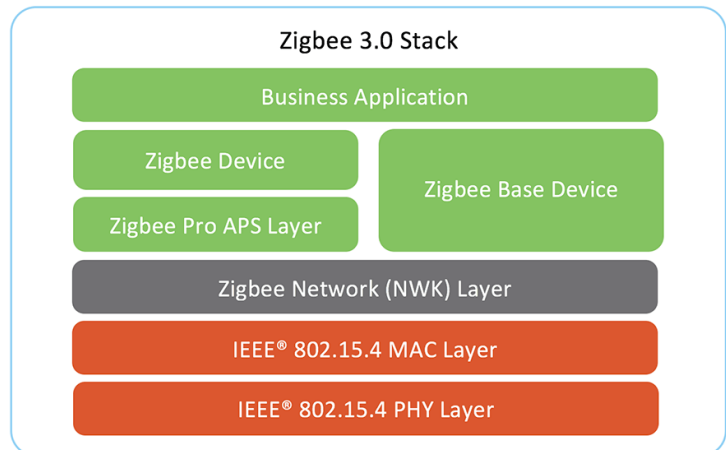 Zigbee 3.0 Stack
Business Application
Zigbee Device
Zigbee Pro APS Layer
Zigbee Base Device
Zigbee Network (NWK) Layer
IEEE® 802.15.4 MAC Layer
IEEE® 802.15.4 PHY Layer